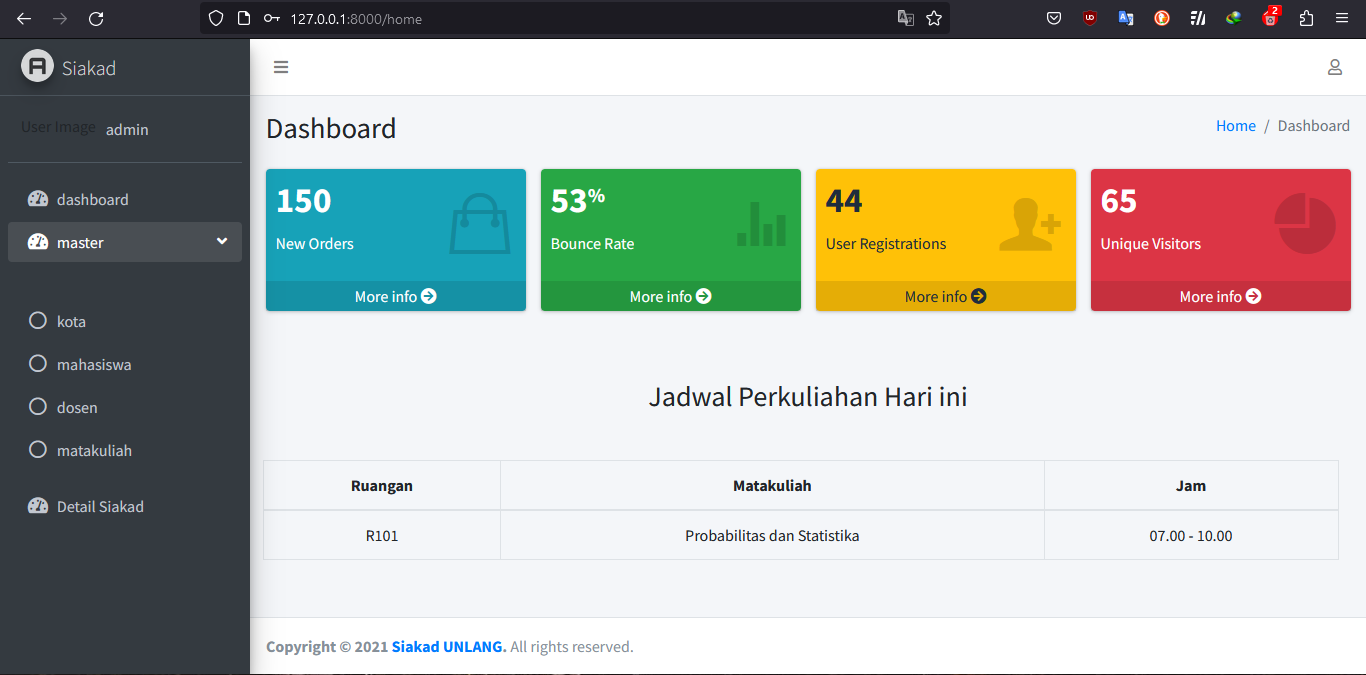 127.0.0.1:8000/home
2
Siakad
User Image admin
dashboard
master
kota
mahasiswa
dosen
matakuliah
Detail Siakad
Dashboard
Home / Dashboard
150
New Orders
More info
53%
Bounce Rate
More info
44
User Registrations
More info
65
Unique Visitors
More info
Jadwal Perkuliahan Hari ini
Ruangan Matakuliah Jam
R101 Probabilitas dan Statistika 07.00 - 10.00
Copyright © 2021 Siakad UNLANG. All rights reserved.